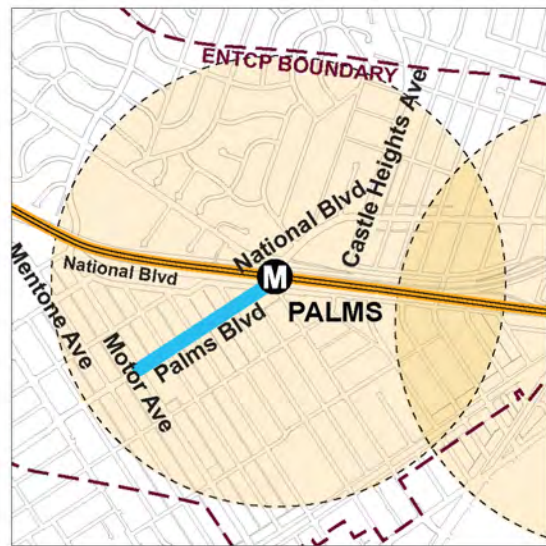 ENTCP BOUNDARY
Castle Heights Ave
National Blvd
National Blvd
M
PALMS
Mentone Ave
Palms Blvd
Motor Ave